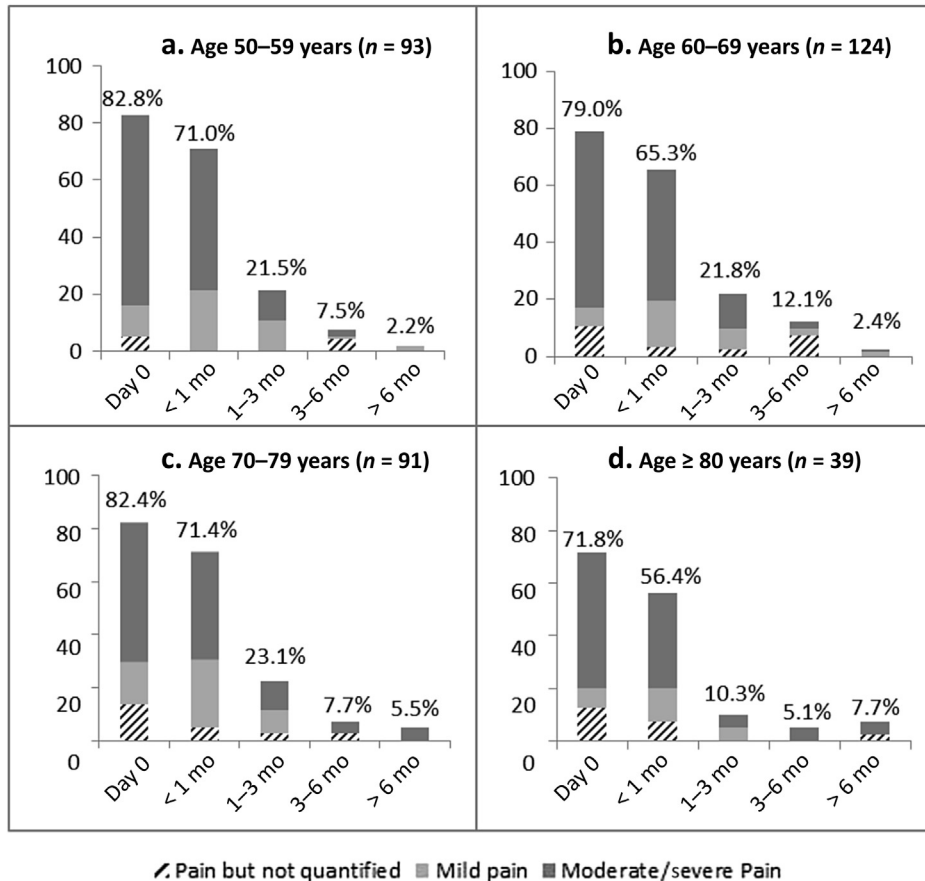 a. Age 50–59 years (n = 93)
100
80
60
40
20
0
82.8%
71.0%
21.5%
7.5%
2.2%
Day 0
< 1 mo
1–3 mo
3–6 mo
> 6 mo
b. Age 60–69 years (n = 124)
100
80
60
40
20
0
79.0%
65.3%
21.8%
12.1%
2.4%
Day 0
< 1 mo
1–3 mo
3–6 mo
> 6 mo
c. Age 70–79 years (n = 91)
100
80
60
40
20
0
82.4%
71.4%
23.1%
7.7%
5.5%
Day 0
< 1 mo
1–3 mo
3–6 mo
> 6 mo
d. Age ≥ 80 years (n = 39)
100
80
60
40
20
0
71.8%
56.4%
10.3%
5.1%
7.7%
Day 0
< 1 mo
1–3 mo
3–6 mo
> 6 mo
Pain but not quantified Mild pain Moderate/severe Pain